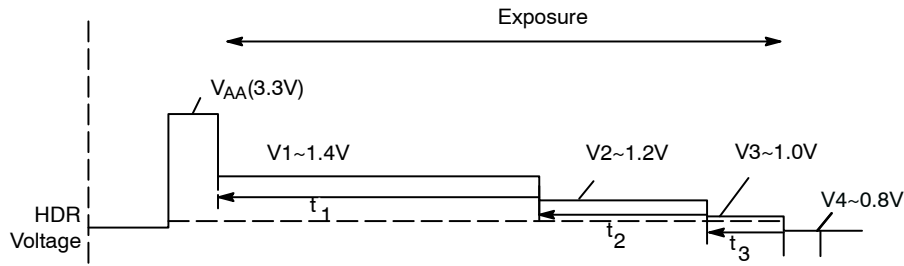 Exposure
VAA(3.3V)
V1~1.4V
V2~1.2V
V3~1.0V
V4~0.8V
HDR
Voltage
t1
t2
t3